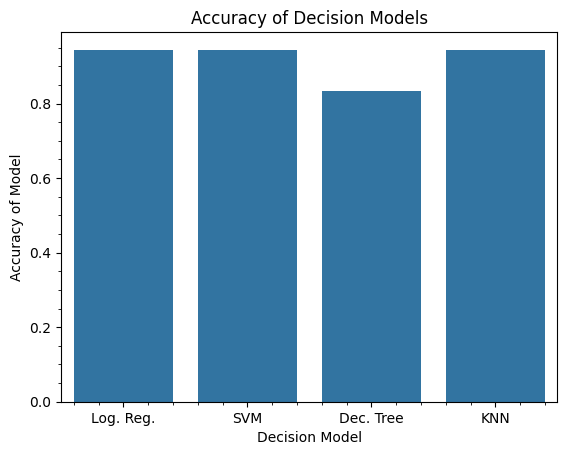 Accuracy of Decision Models
Accuracy of Model
0.8
0.6
0.4
0.2
0.0
Log. Reg.
SVM
Dec. Tree
KNN
Decision Model